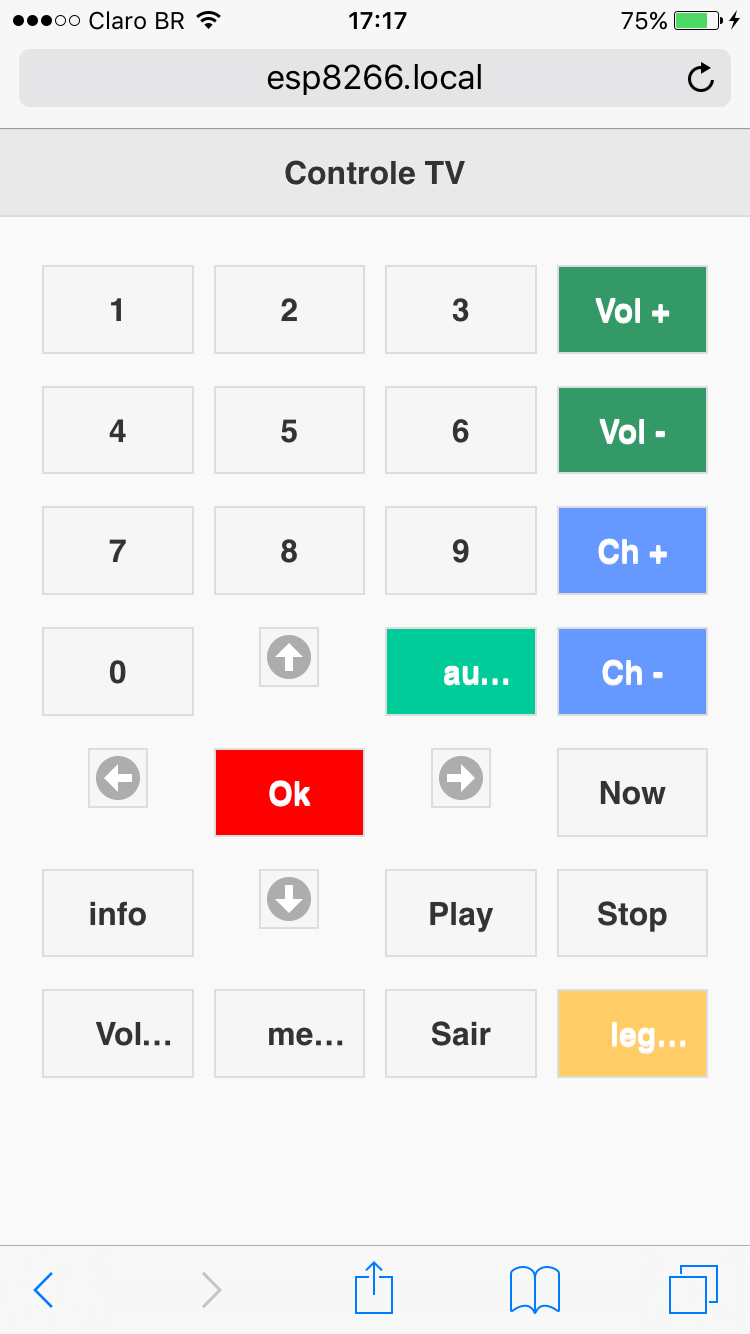 Claro BR 17:17 75%
esp8266.local
Controle TV
1 2 3 Vol +
4 5 6 Vol -
7 8 9 Ch +
0 au... Ch -
Ok Now
info Play Stop
Vol... me... Sair leg...